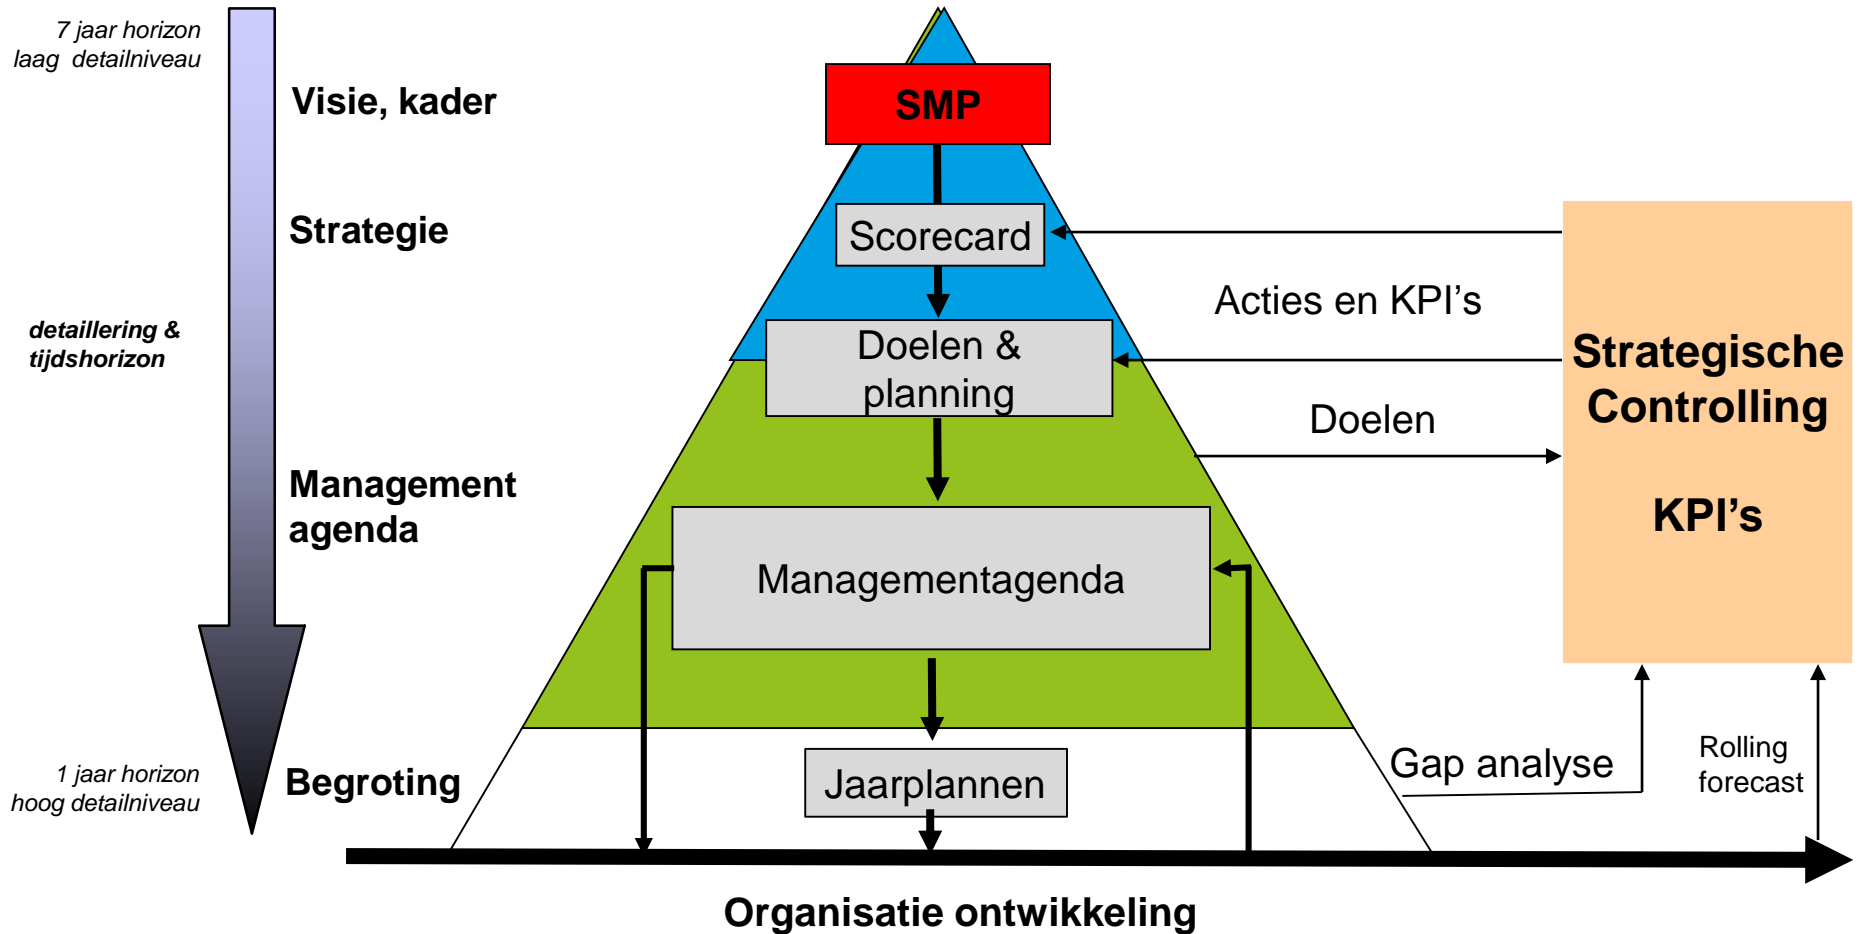 7 jaar horizon
laag detailniveau
Visie, kader
SMP
Strategie
Scorecard
Acties en KPI's
detaillering &
tijdshorizon
Doelen &
planning
Strategische
Controlling
KPI's
Doelen
Management
agenda
Managementagenda
1 jaar horizon
hoog detailniveau
Begroting
Jaarplannen
Gap analyse
Rolling
forecast
Organisatie ontwikkeling